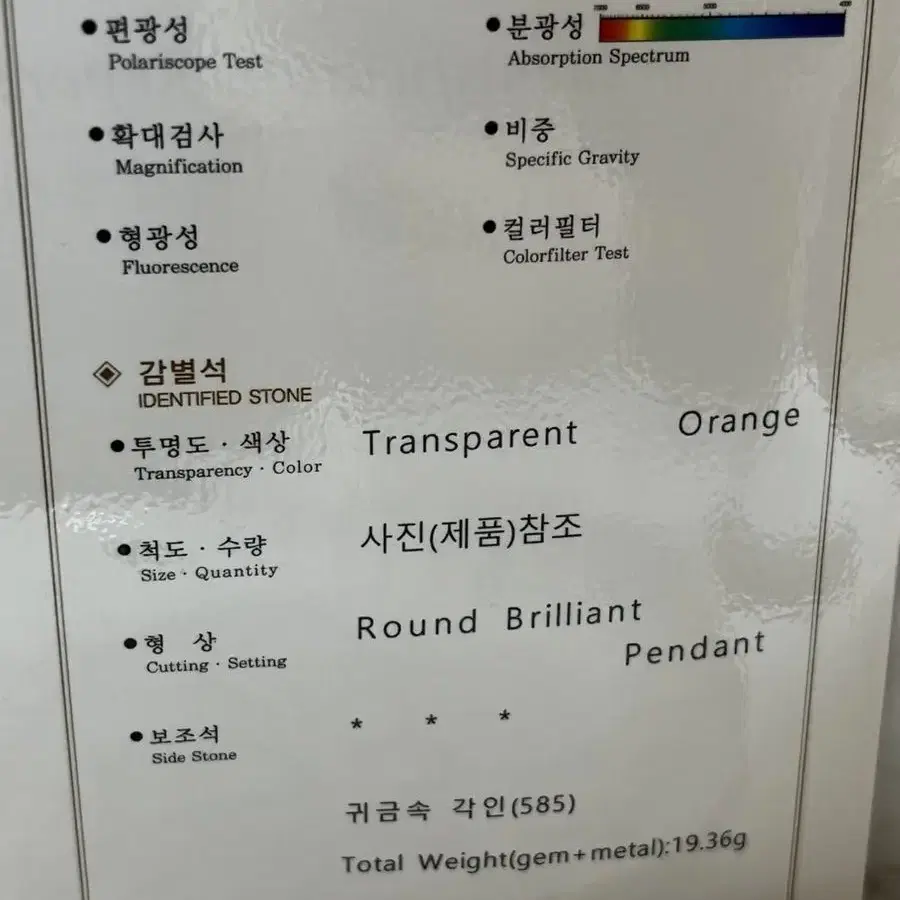 편광성
Polariscope Test
분광성
Absorption Spectrum
확대검사
Magnification
비중
Specific Gravity
형광성
Fluorescence
컬러필터
Colorfilter Test
감별석
IDENTIFIED STONE
투명도 · 색상 Transparent Orange
Transparency · Color
척도 · 수량 사진(제품)참조
Size · Quantity
형 상 Round Brilliant
Cutting · Setting Pendant
보조석 * * *
Side Stone
귀금속 각인(585)
Total Weight(gem+metal):19.36g